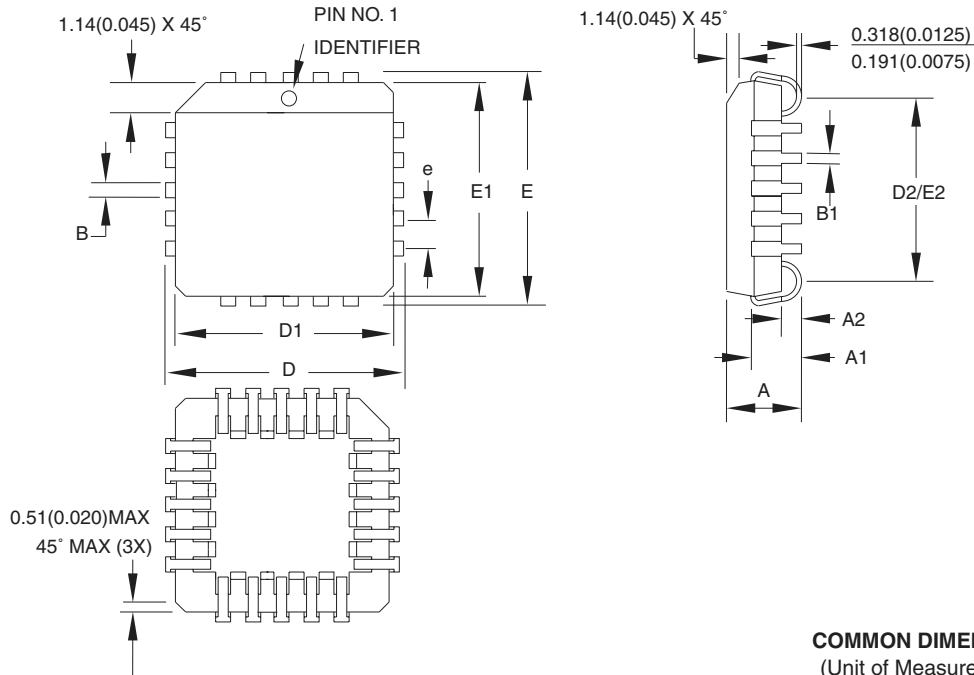 1.14(0.045) X 45˚
PIN NO. 1
IDENTIFIER
1.14(0.045) X 45˚
0.318(0.0125)
0.191(0.0075)
e
E1
E
B
D1
D
B1
D2/E2
A2
A1
A
0.51(0.020)MAX
45˚ MAX (3X)
COMMON DIME
(Unit of Measure